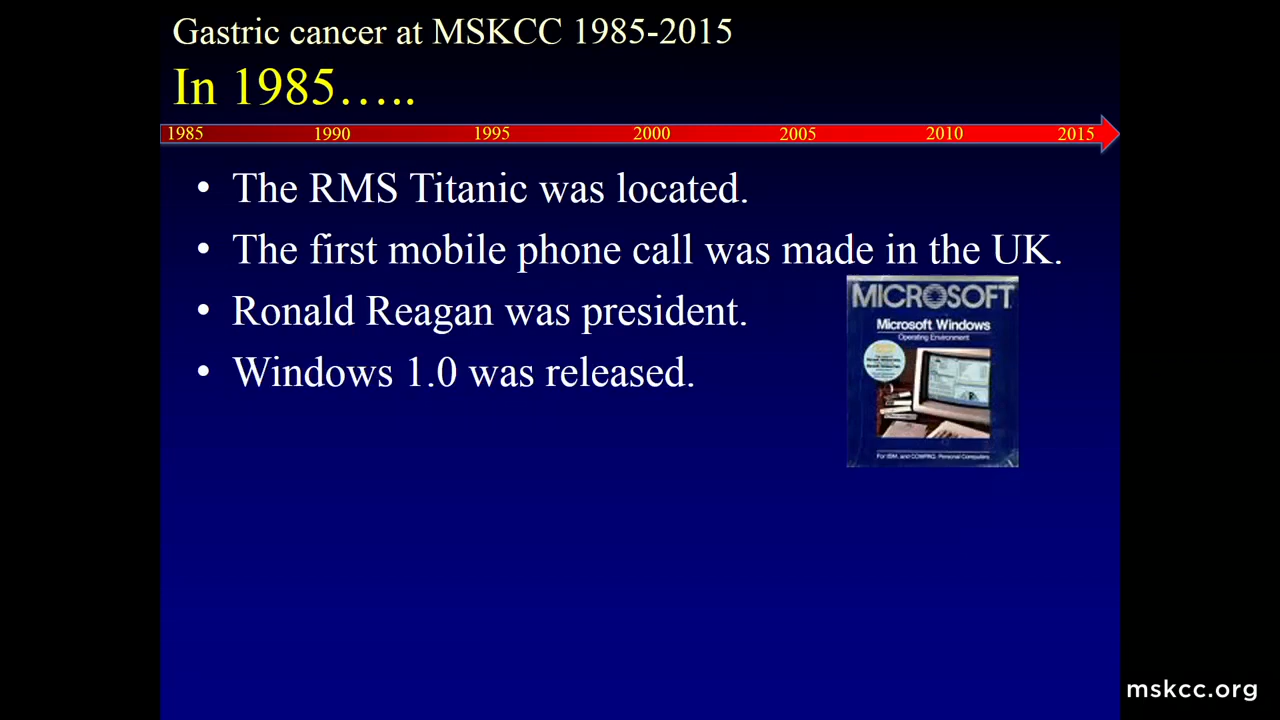 Gastric cancer at MSKCC 1985-2015
In 1985…..
1985 1990 1995 2000 2005 2010 2015
• The RMS Titanic was located.
• The first mobile phone call was made in the UK.
• Ronald Reagan was president.
• Windows 1.0 was released.
MICROSOFT
Microsoft Windows
Operating Environment
For IBM and COMPAQ Personal Computers
mskcc.org